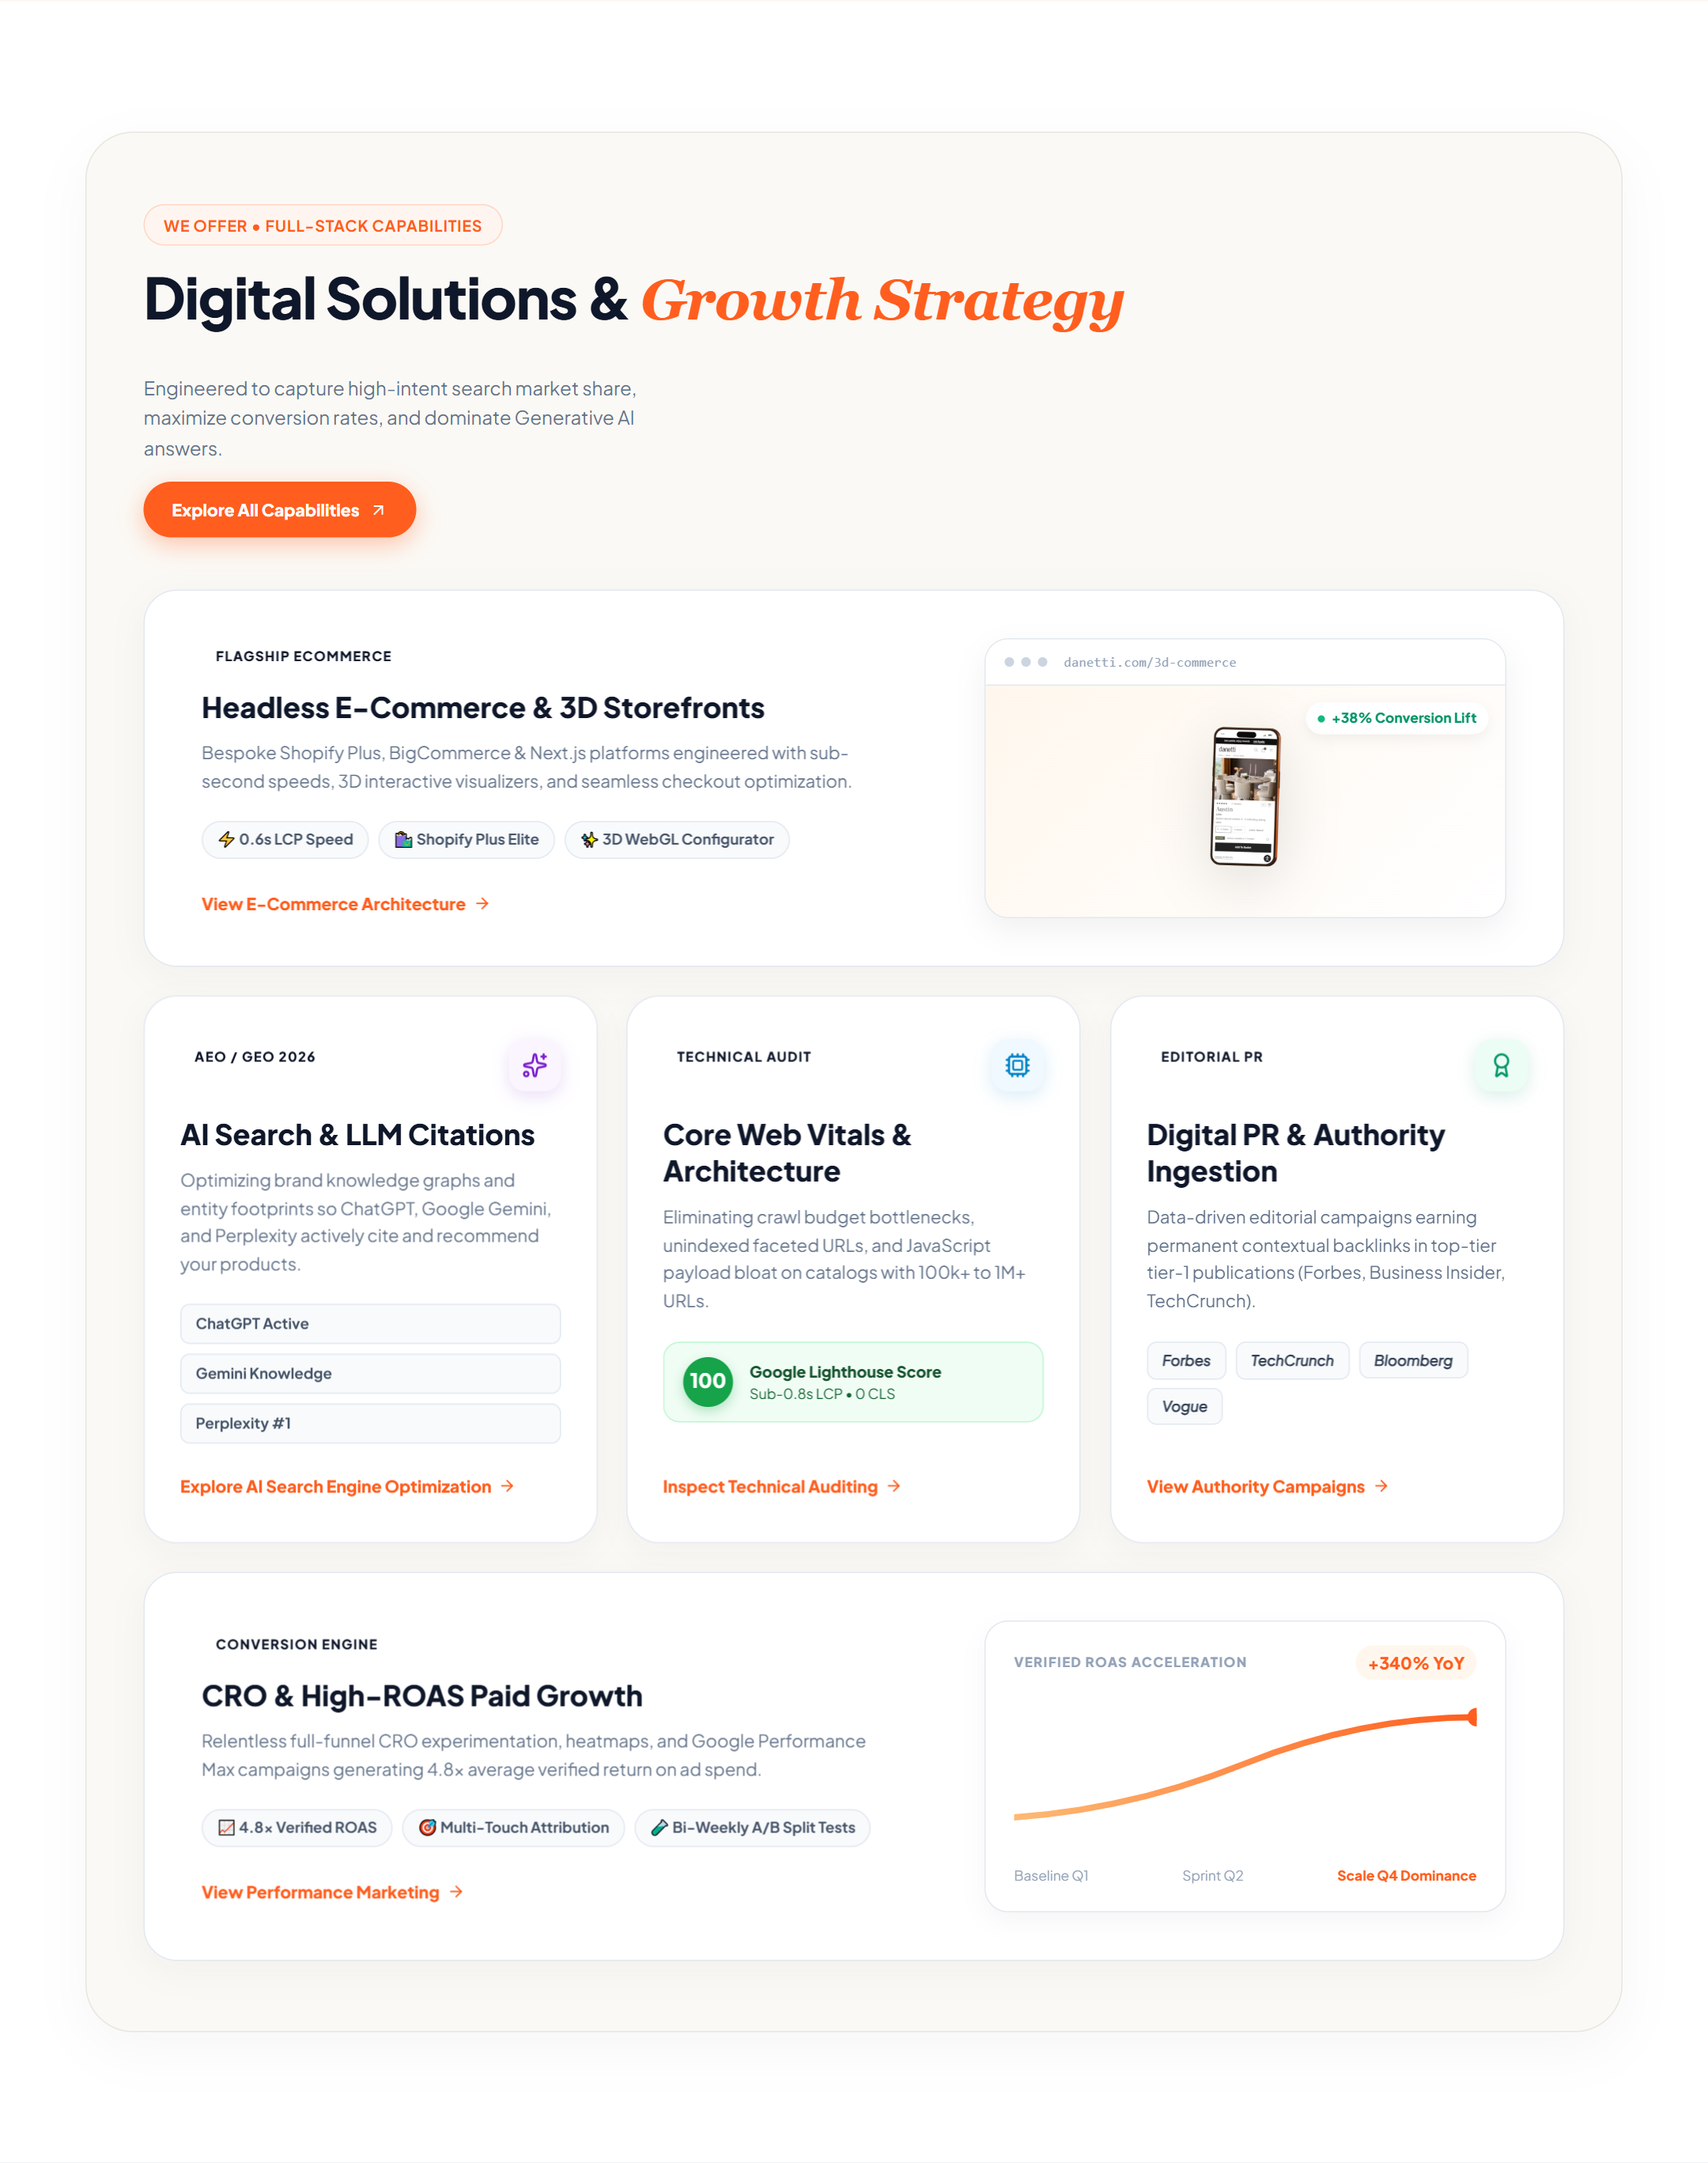 WE OFFER • FULL-STACK CAPABILITIES
Digital Solutions & Growth Strategy
Engineered to capture high-intent search market share,
maximize conversion rates, and dominate Generative AI
answers.
Explore All Capabilities
FLAGSHIP ECOMMERCE
Headless E-Commerce & 3D Storefronts
Bespoke Shopify Plus, BigCommerce & Next.js platforms engineered with sub-
second speeds, 3D interactive visualizers, and seamless checkout optimization.
0.6s LCP Speed
Shopify Plus Elite
3D WebGL Configurator
View E-Commerce Architecture →
danetti.com/3d-commerce
+38% Conversion Lift
danetti
AEO / GEO 2026
AI Search & LLM Citations
Optimizing brand knowledge graphs and
entity footprints so ChatGPT, Google Gemini,
and Perplexity actively cite and recommend
your products.
ChatGPT Active
Gemini Knowledge
Perplexity #1
Explore AI Search Engine Optimization →
TECHNICAL AUDIT
Core Web Vitals &
Architecture
Eliminating crawl budget bottlenecks,
unindexed faceted URLs, and JavaScript
payload bloat on catalogs with 100k+ to 1M+
URLs.
100
Google Lighthouse Score
Sub-0.8s LCP • 0 CLS
Inspect Technical Auditing →
EDITORIAL PR
Digital PR & Authority
Ingestion
Data-driven editorial campaigns earning
permanent contextual backlinks in top-tier
tier-1 publications (Forbes, Business Insider,
TechCrunch).
Forbes
TechCrunch
Bloomberg
Vogue
View Authority Campaigns →
CONVERSION ENGINE
CRO & High-ROAS Paid Growth
Relentless full-funnel CRO experimentation, heatmaps, and Google Performance
Max campaigns generating 4.8x average verified return on ad spend.
4.8x Verified ROAS
Multi-Touch Attribution
Bi-Weekly A/B Split Tests
View Performance Marketing →
VERIFIED ROAS ACCELERATION
+340% YoY
Baseline Q1
Sprint Q2
Scale Q4 Dominance